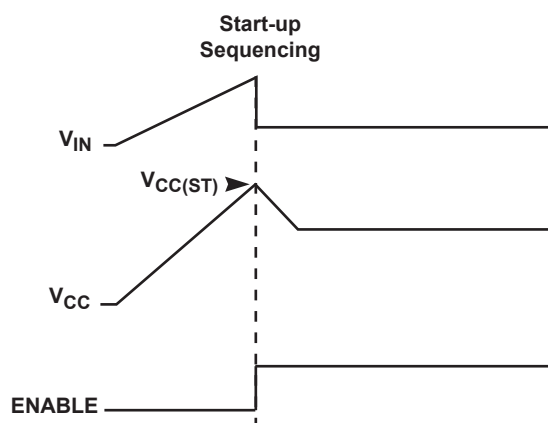 Start-up
Sequencing
VIN
VCC(ST)
VCC
ENABLE